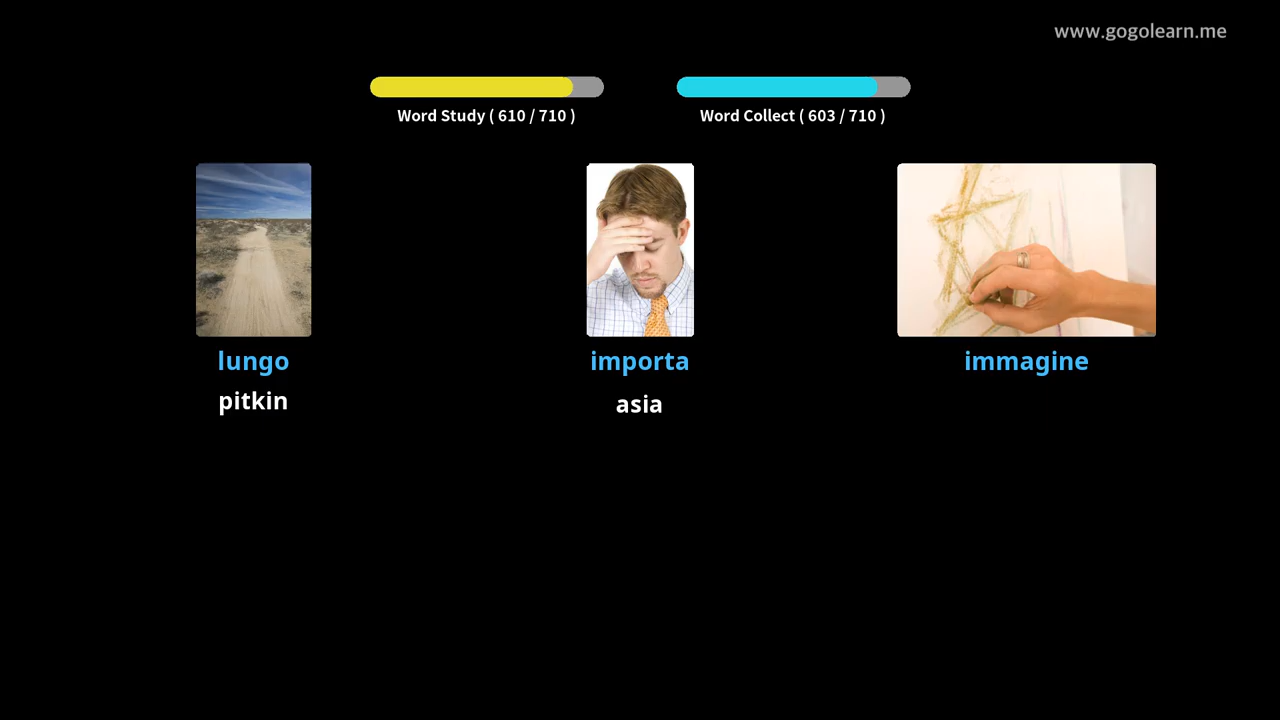 www.gogolearn.me
Word Study ( 610 / 710 )
Word Collect ( 603 / 710 )
lungo
importa
immagine
pitkin
asia